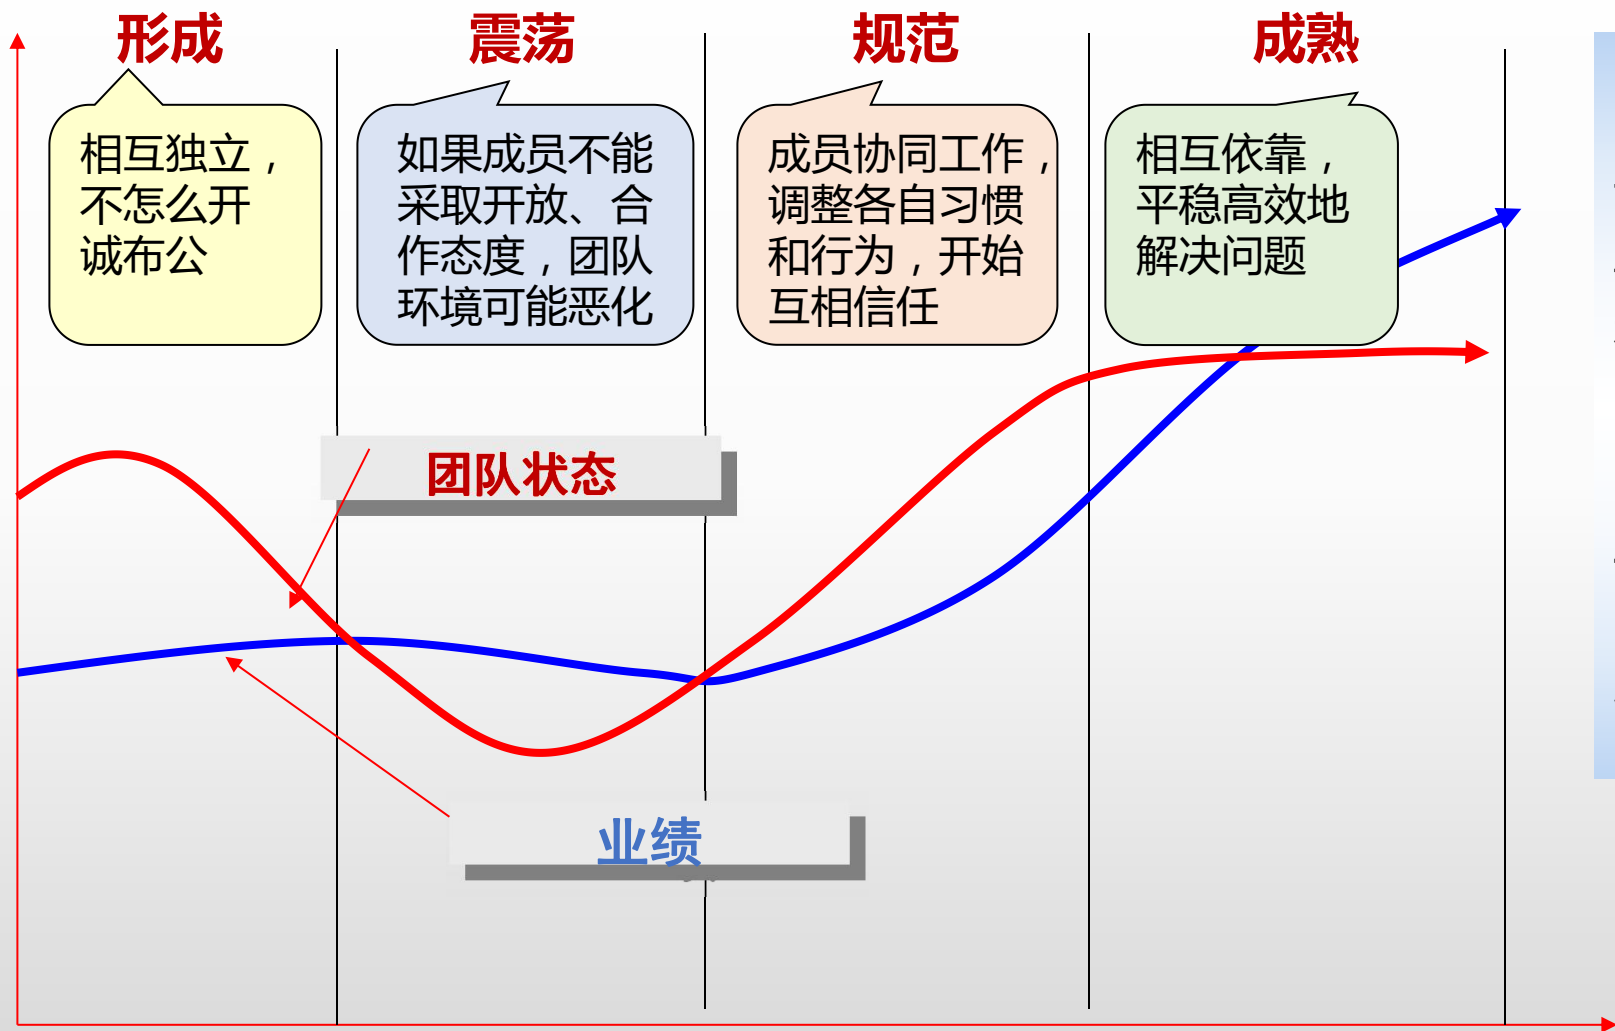 形成
震荡
规范
成熟
相互独立，
不怎么开
诚布公
如果成员不能
采取开放、合
作态度，团队
环境可能恶化
成员协同工作，
调整各自习惯
和行为，开始
互相信任
相互依靠，
平稳高效地
解决问题
团队状态
业绩